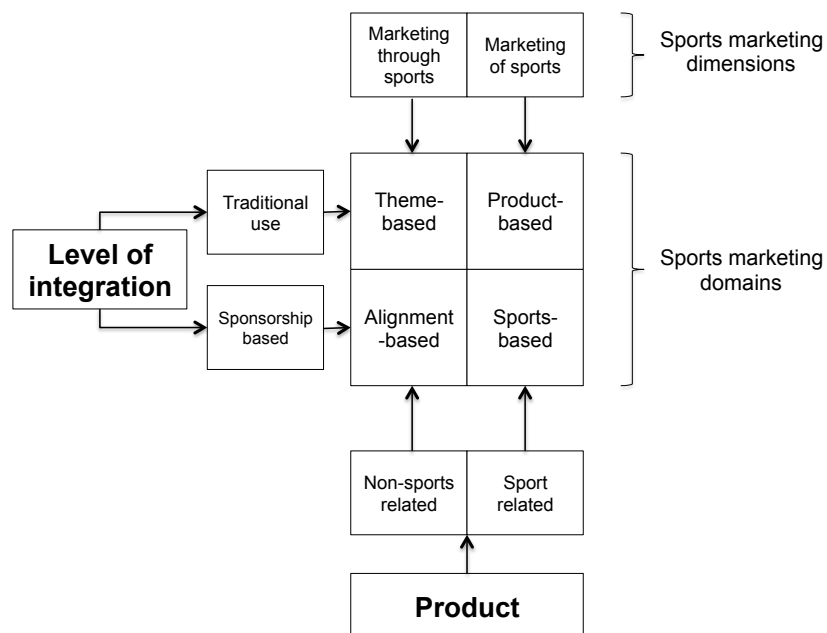 Marketing
through
sports
Marketing
of sports
Sports marketing
dimensions
Traditional
use
Theme-
based
Product-
based
Level of
integration
Sports marketing
domains
Sponsorship
based
Alignment
-based
Sports-
based
Non-sports
related
Sport
related
Product